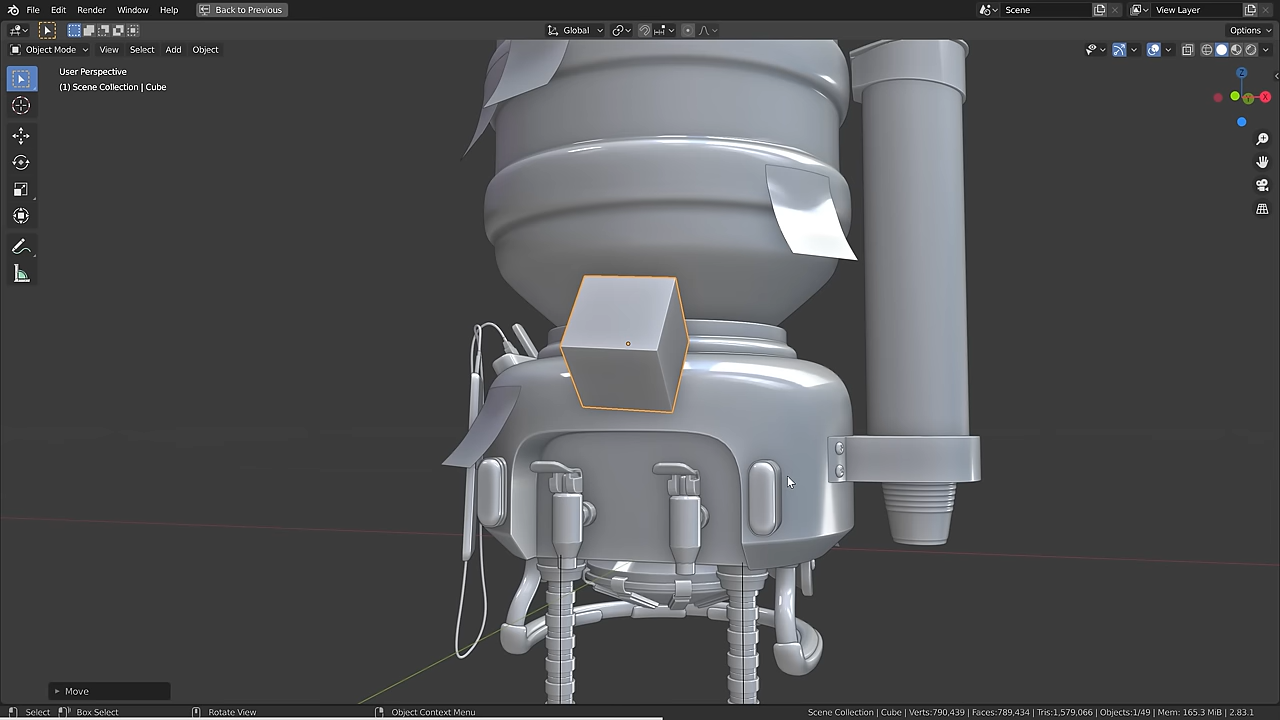 File Edit Render Window Help Back to Previous Scene View Layer
Global Options
Object Mode View Select Add Object
User Perspective
(1) Scene Collection | Cube
Z
X
Y
Move
Select Box Select Rotate View Object Context Menu Scene Collection | Cube | Verts:790,439 | Faces:789,434 | Tris:1,579,066 | Objects:1/49 | Mem: 165.3 MiB | 2.83.1